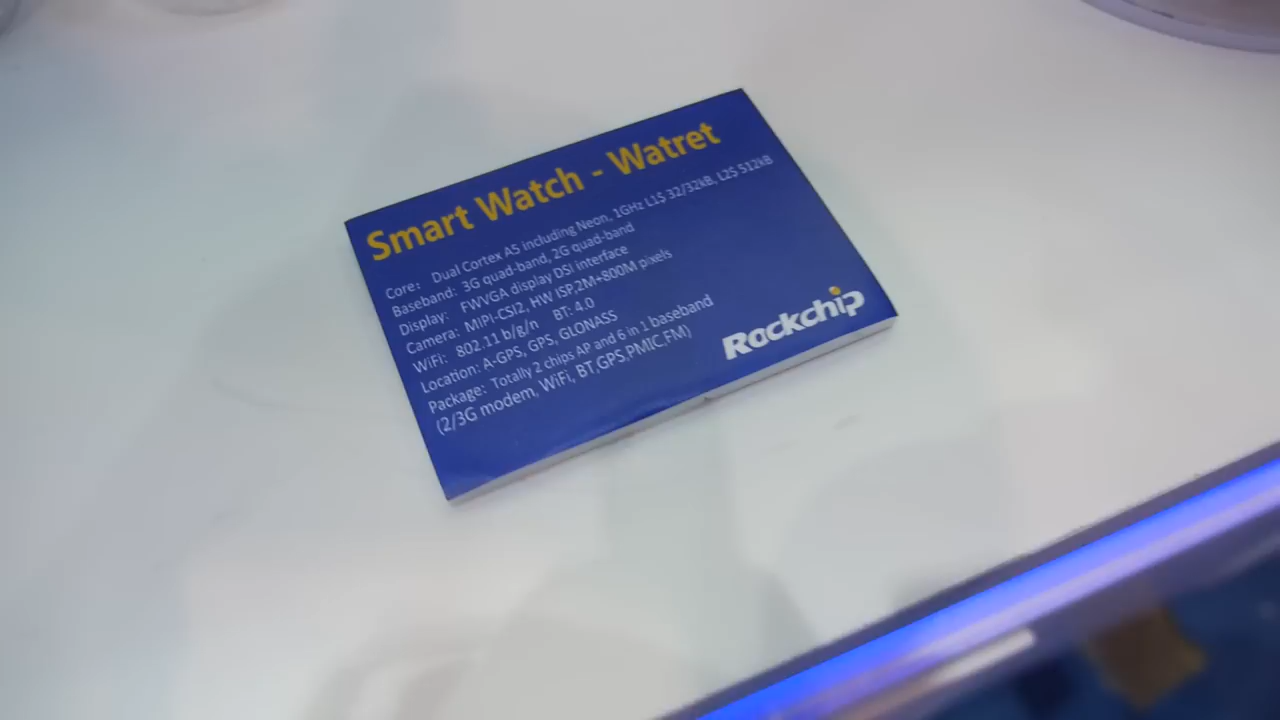 Smart Watch - Watret
Core: Dual Cortex A5 including Neon, 1GHz L1$ 32/32kB, L2$ 512kB
Baseband: 3G quad-band, 2G quad-band
Display: FWVGA display DSI interface
Camera: MIPI-CSI2, HW ISP,2M+800M pixels
WiFi: 802.11 b/g/n BT: 4.0
Location: A-GPS, GPS, GLONASS
Package: Totally 2 chips AP and 6 in 1 baseband
(2/3G modem, WiFi, BT,GPS,PMIC,FM)
Rockchip